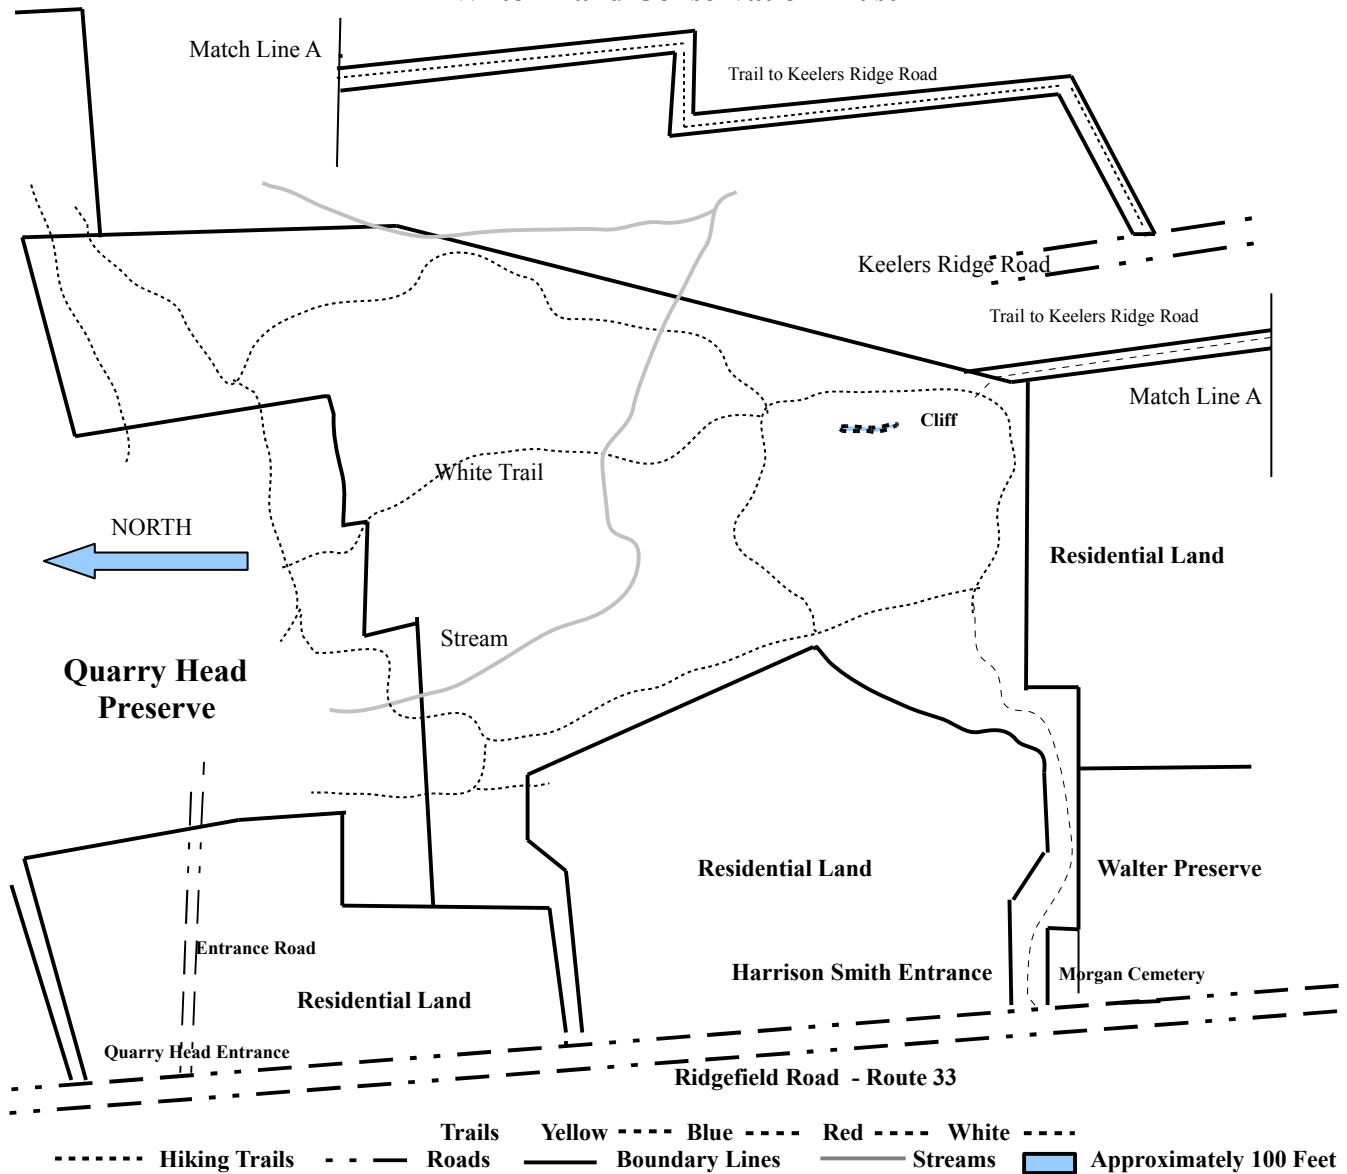 Match Line A
Trail to Keelers Ridge Road
Keelers Ridge Road
Trail to Keelers Ridge Road
Match Line A
Cliff
White Trail
NORTH
Residential Land
Stream
Quarry Head
Preserve
Residential Land
Walter Preserve
Entrance Road
Harrison Smith Entrance
Morgan Cemetery
Residential Land
Quarry Head Entrance
Ridgefield Road - Route 33
Trails Yellow Blue Red White
Hiking Trails Roads Boundary Lines Streams Approximately 100 Feet